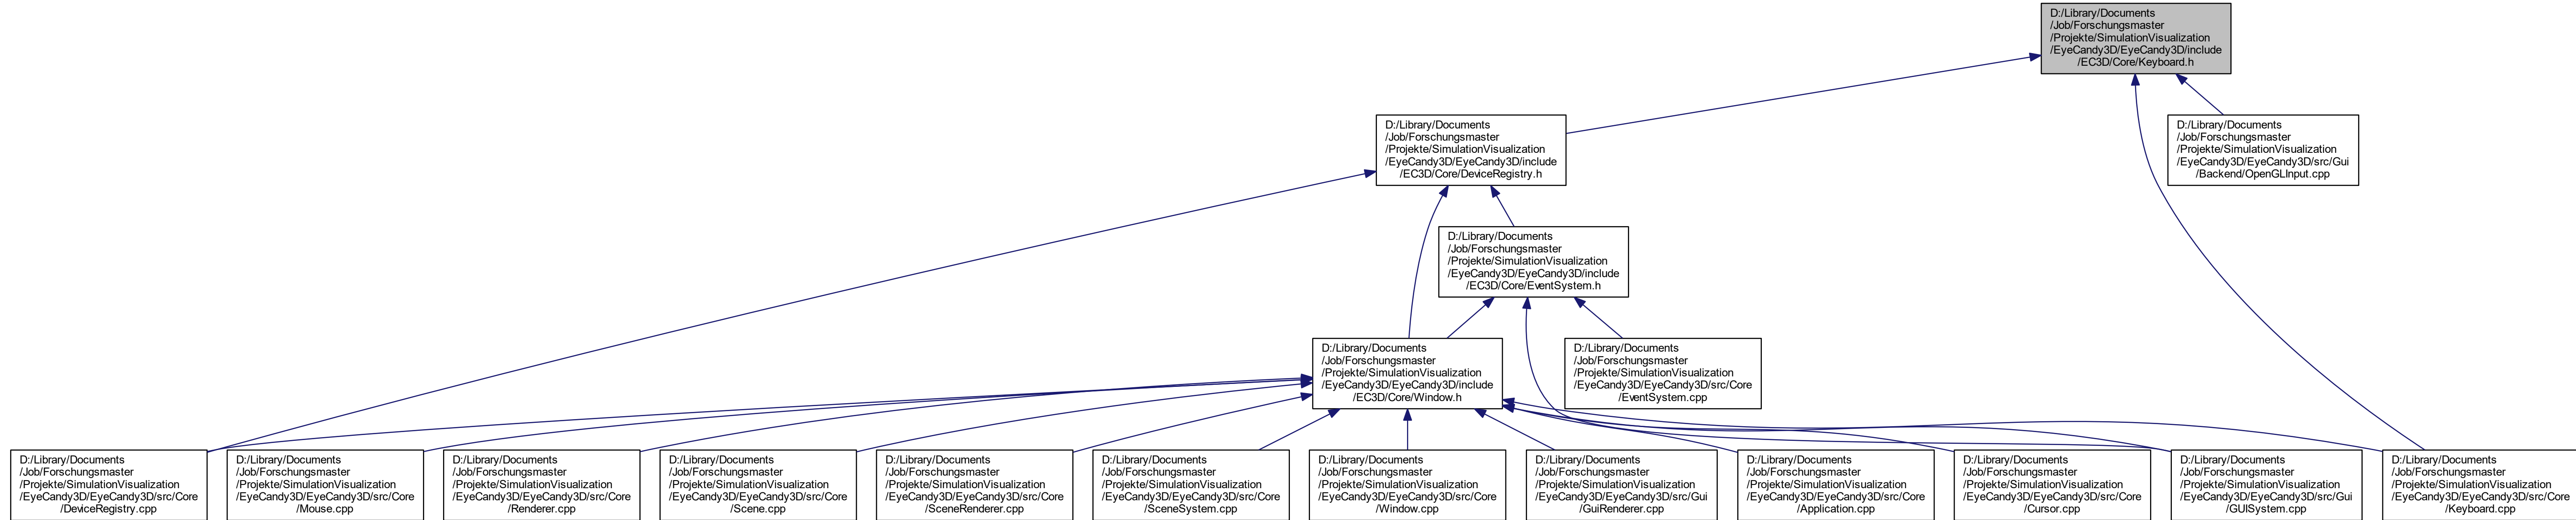 D:/Library/Documents
/Job/Forschungsmaster
/Projekte/SimulationVisualization
/EyeCandy3D/EyeCandy3D/include
/EC3D/Core/Keyboard.h
D:/Library/Documents
/Job/Forschungsmaster
/Projekte/SimulationVisualization
/EyeCandy3D/EyeCandy3D/include
/EC3D/Core/DeviceRegistry.h
D:/Library/Documents
/Job/Forschungsmaster
/Projekte/SimulationVisualization
/EyeCandy3D/EyeCandy3D/src/Gui
/Backend/OpenGLInput.cpp
D:/Library/Documents
/Job/Forschungsmaster
/Projekte/SimulationVisualization
/EyeCandy3D/EyeCandy3D/include
/EC3D/Core/EventSystem.h
D:/Library/Documents
/Job/Forschungsmaster
/Projekte/SimulationVisualization
/EyeCandy3D/EyeCandy3D/include
/EC3D/Core/Window.h
D:/Library/Documents
/Job/Forschungsmaster
/Projekte/SimulationVisualization
/EyeCandy3D/EyeCandy3D/src/Core
/EventSystem.cpp
D:/Library/Documents
/Job/Forschungsmaster
/Projekte/SimulationVisualization
/EyeCandy3D/EyeCandy3D/src/Core
/DeviceRegistry.cpp
D:/Library/Documents
/Job/Forschungsmaster
/Projekte/SimulationVisualization
/EyeCandy3D/EyeCandy3D/src/Core
/Mouse.cpp
D:/Library/Documents
/Job/Forschungsmaster
/Projekte/SimulationVisualization
/EyeCandy3D/EyeCandy3D/src/Core
/Renderer.cpp
D:/Library/Documents
/Job/Forschungsmaster
/Projekte/SimulationVisualization
/EyeCandy3D/EyeCandy3D/src/Core
/Scene.cpp
D:/Library/Documents
/Job/Forschungsmaster
/Projekte/SimulationVisualization
/EyeCandy3D/EyeCandy3D/src/Core
/SceneRenderer.cpp
D:/Library/Documents
/Job/Forschungsmaster
/Projekte/SimulationVisualization
/EyeCandy3D/EyeCandy3D/src/Core
/SceneSystem.cpp
D:/Library/Documents
/Job/Forschungsmaster
/Projekte/SimulationVisualization
/EyeCandy3D/EyeCandy3D/src/Core
/Window.cpp
D:/Library/Documents
/Job/Forschungsmaster
/Projekte/SimulationVisualization
/EyeCandy3D/EyeCandy3D/src/Gui
/GuiRenderer.cpp
D:/Library/Documents
/Job/Forschungsmaster
/Projekte/SimulationVisualization
/EyeCandy3D/EyeCandy3D/src/Core
/Application.cpp
D:/Library/Documents
/Job/Forschungsmaster
/Projekte/SimulationVisualization
/EyeCandy3D/EyeCandy3D/src/Core
/Cursor.cpp
D:/Library/Documents
/Job/Forschungsmaster
/Projekte/SimulationVisualization
/EyeCandy3D/EyeCandy3D/src/Gui
/GUISystem.cpp
D:/Library/Documents
/Job/Forschungsmaster
/Projekte/SimulationVisualization
/EyeCandy3D/EyeCandy3D/src/Core
/Keyboard.cpp